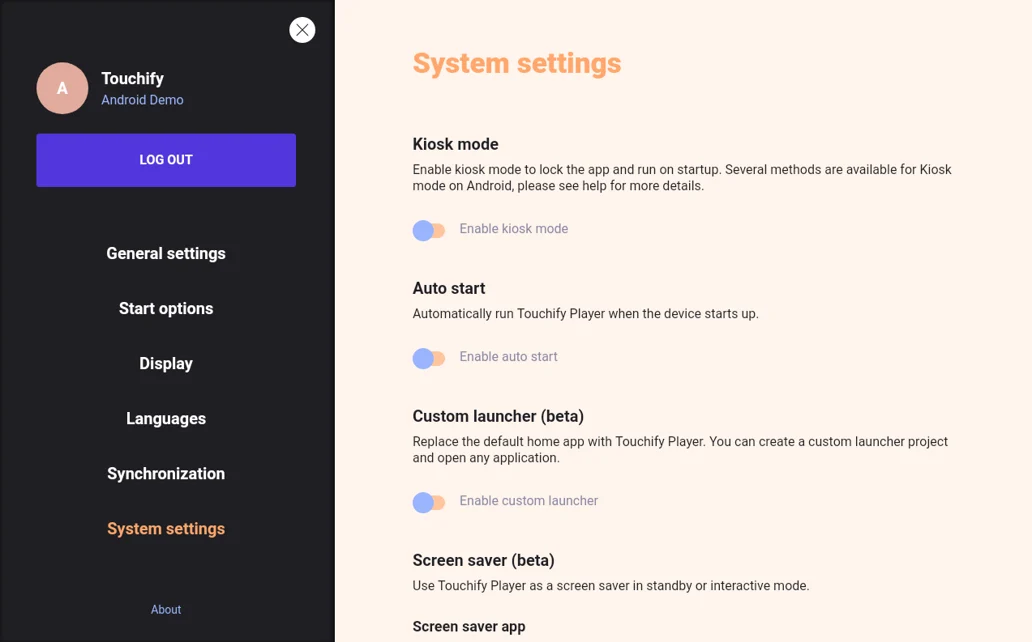 A
Touchify
Android Demo
LOG OUT
General settings
Start options
Display
Languages
Synchronization
System settings
About
System settings
Kiosk mode
Enable kiosk mode to lock the app and run on startup. Several methods are available for Kiosk
mode on Android, please see help for more details.
Enable kiosk mode
Auto start
Automatically run Touchify Player when the device starts up.
Enable auto start
Custom launcher (beta)
Replace the default home app with Touchify Player. You can create a custom launcher project
and open any application.
Enable custom launcher
Screen saver (beta)
Use Touchify Player as a screen saver in standby or interactive mode.
Screen saver app